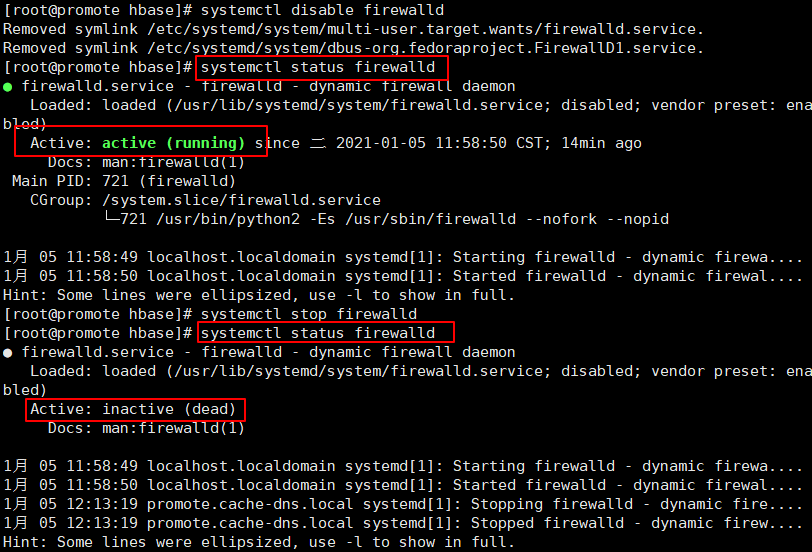 [root@promote hbase]# systemctl disable firewalld
Removed symlink /etc/systemd/system/multi-user.target.wants/firewalld.service.
Removed symlink /etc/systemd/system/dbus-org.fedoraproject.FirewallD1.service.
[root@promote hbase]# systemctl status firewalld
● firewalld.service - firewalld - dynamic firewall daemon
   Loaded: loaded (/usr/lib/systemd/system/firewalld.service; disabled; vendor preset: ena
bled)
   Active: active (running) since 二 2021-01-05 11:58:50 CST; 14min ago
     Docs: man:firewalld(1)
 Main PID: 721 (firewalld)
   CGroup: /system.slice/firewalld.service
           └─721 /usr/bin/python2 -Es /usr/sbin/firewalld --nofork --nopid
1月 05 11:58:49 localhost.localdomain systemd[1]: Starting firewalld - dynamic firewa....
1月 05 11:58:50 localhost.localdomain systemd[1]: Started firewalld - dynamic firewal....
Hint: Some lines were ellipsized, use -l to show in full.
[root@promote hbase]# systemctl stop firewalld
[root@promote hbase]# systemctl status firewalld
● firewalld.service - firewalld - dynamic firewall daemon
   Loaded: loaded (/usr/lib/systemd/system/firewalld.service; disabled; vendor preset: ena
bled)
   Active: inactive (dead)
     Docs: man:firewalld(1)
1月 05 11:58:49 localhost.localdomain systemd[1]: Starting firewalld - dynamic firewa....
1月 05 11:58:50 localhost.localdomain systemd[1]: Started firewalld - dynamic firewal....
1月 05 12:13:19 promote.cache-dns.local systemd[1]: Stopping firewalld - dynamic fire....
1月 05 12:13:19 promote.cache-dns.local systemd[1]: Stopped firewalld - dynamic firew....
Hint: Some lines were ellipsized, use -l to show in full.